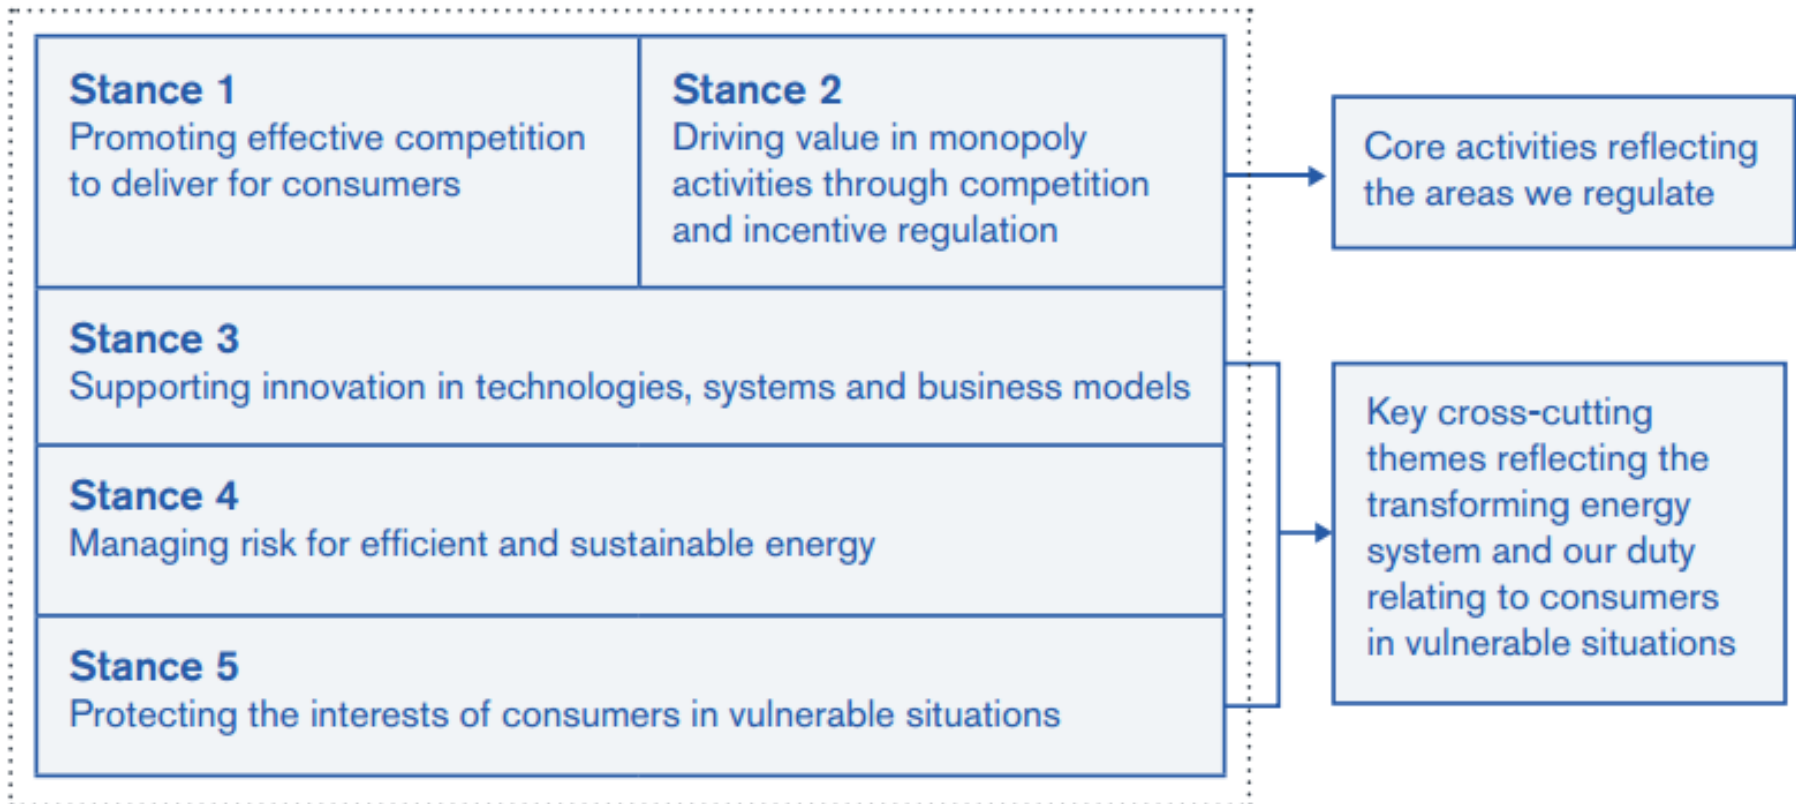 Stance 1
Promoting effective competition
to deliver for consumers
Stance 2
Driving value in monopoly
activities through competition
and incentive regulation
Core activities reflecting
the areas we regulate
Stance 3
Supporting innovation in technologies, systems and business models
Stance 4
Managing risk for efficient and sustainable energy
Stance 5
Protecting the interests of consumers in vulnerable situations
Key cross-cutting
themes reflecting the
transforming energy
system and our duty
relating to consumers
in vulnerable situations